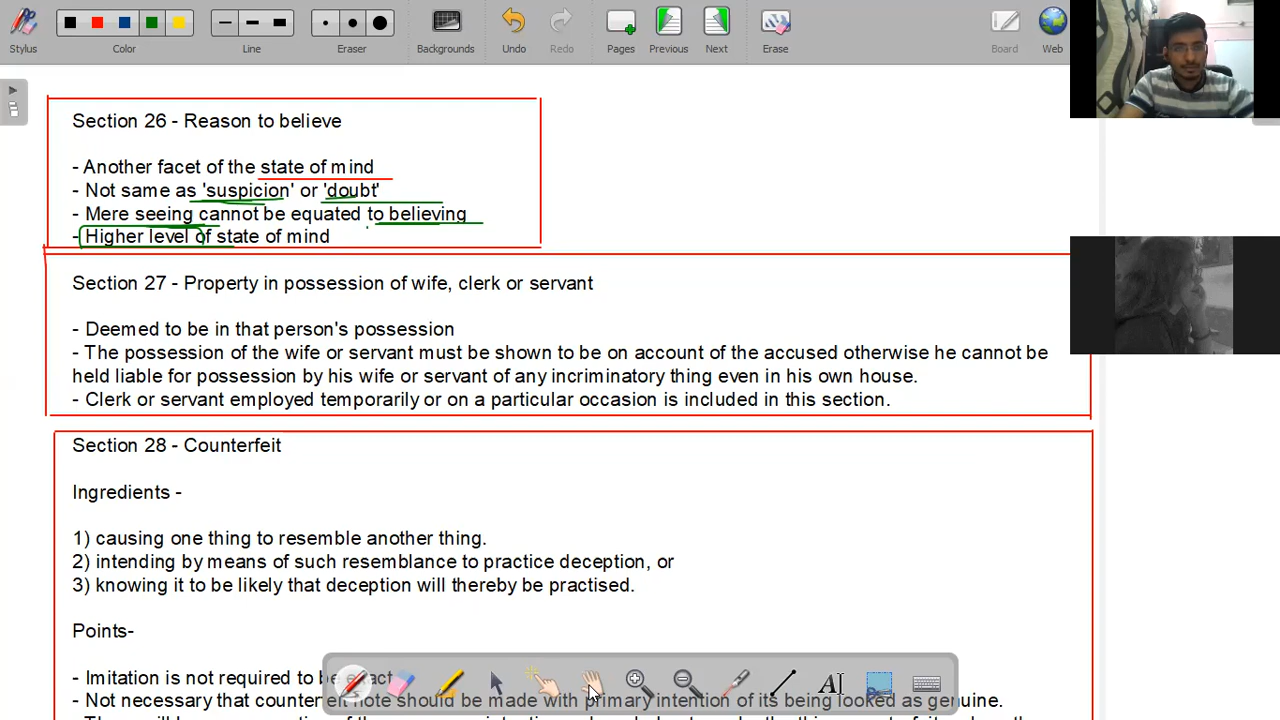 Stylus
Color
Line
Eraser
Backgrounds
Undo
Redo
Pages
Previous
Next
Erase
Board
Web
Section 26 - Reason to believe
- Another facet of the state of mind
- Not same as 'suspicion' or 'doubt'
- Mere seeing cannot be equated to believing
- Higher level of state of mind
Section 27 - Property in possession of wife, clerk or servant
- Deemed to be in that person's possession
- The possession of the wife or servant must be shown to be on account of the accused otherwise he cannot be
held liable for possession by his wife or servant of any incriminatory thing even in his own house.
- Clerk or servant employed temporarily or on a particular occasion is included in this section.
Section 28 - Counterfeit
Ingredients -
1) causing one thing to resemble another thing.
2) intending by means of such resemblance to practice deception, or
3) knowing it to be likely that deception will thereby be practised.
Points-
- Imitation is not required to be exact
- Not necessary that counterfeit note should be made with primary intention of its being looked as genuine.